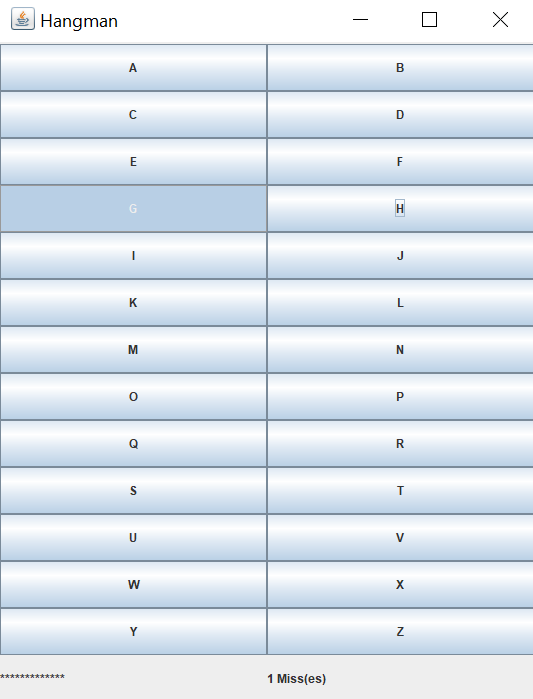 Hangman
A B
C D
E F
G H
I J
K L
M N
O P
Q R
S T
U V
W X
Y Z
************* 1 Miss(es)